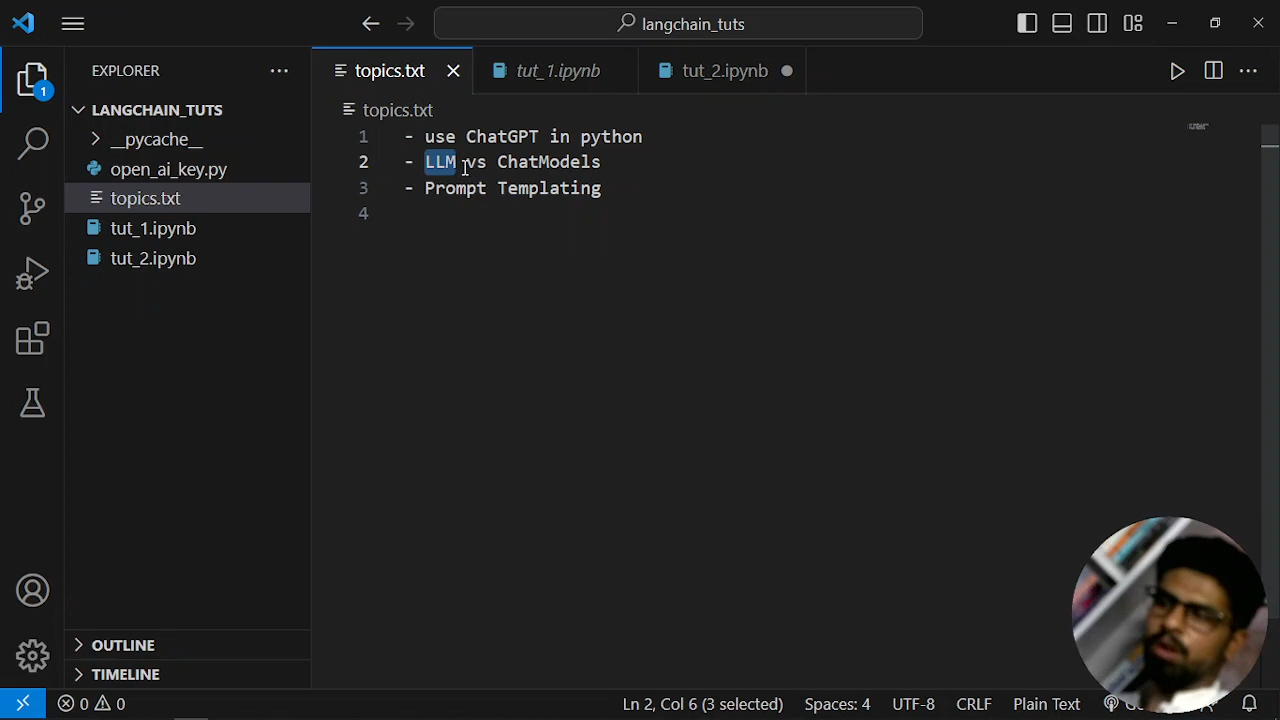 langchain_tuts
EXPLORER
topics.txt
tut_1.ipynb
tut_2.ipynb
1
LANGCHAIN_TUTS
topics.txt
__pycache__
1 - use ChatGPT in python
open_ai_key.py
2 - LLM vs ChatModels
topics.txt
3 - Prompt Templating
4
tut_1.ipynb
tut_2.ipynb
OUTLINE
TIMELINE
0 0
Ln 2, Col 6 (3 selected)
Spaces: 4
UTF-8
CRLF
Plain Text